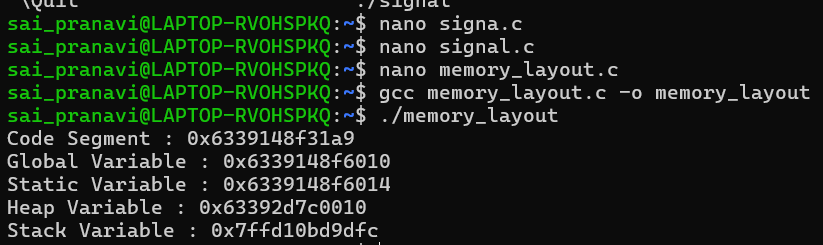 \Quit ./signal
sai_pranavi@LAPTOP-RVOHSPKQ:~$ nano signa.c
sai_pranavi@LAPTOP-RVOHSPKQ:~$ nano signal.c
sai_pranavi@LAPTOP-RVOHSPKQ:~$ nano memory_layout.c
sai_pranavi@LAPTOP-RVOHSPKQ:~$ gcc memory_layout.c -o memory_layout
sai_pranavi@LAPTOP-RVOHSPKQ:~$ ./memory_layout
Code Segment : 0x6339148f31a9
Global Variable : 0x6339148f6010
Static Variable : 0x6339148f6014
Heap Variable : 0x63392d7c0010
Stack Variable : 0x7ffd10bd9dfc